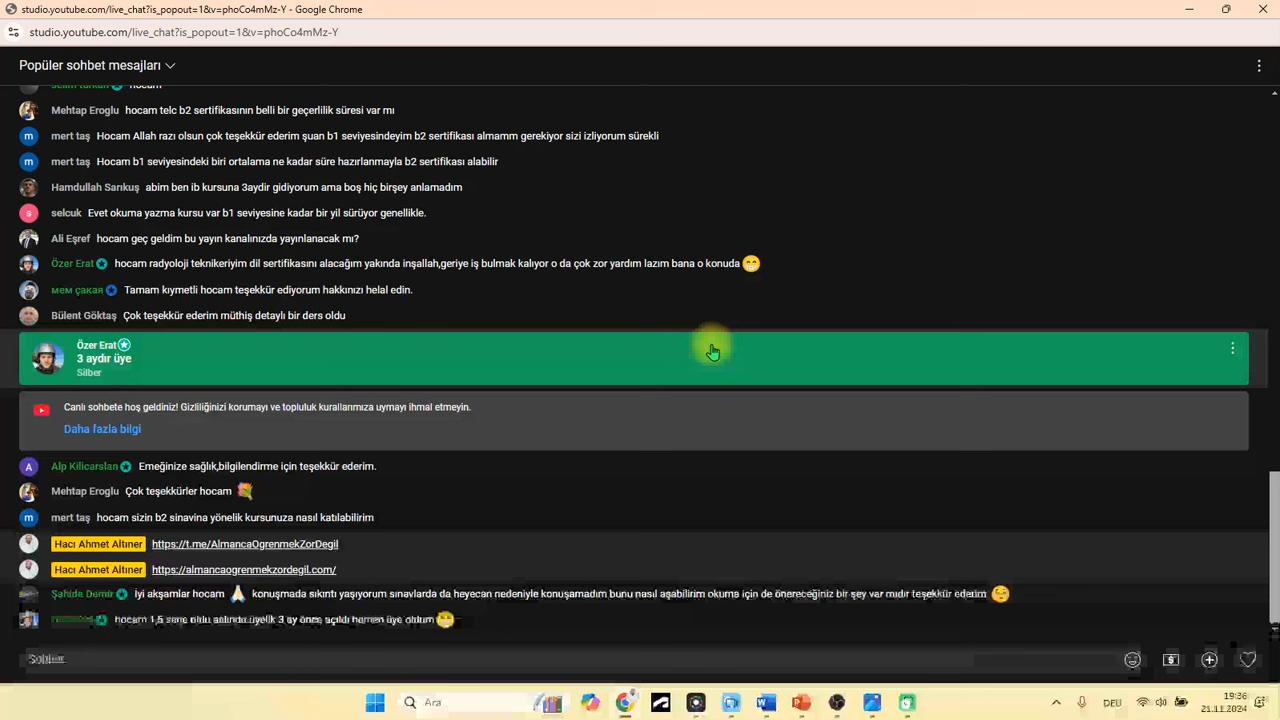 studio.youtube.com/live_chat?is_popout=1&v=phoCo4mMz-Y - Google Chrome
studio.youtube.com/live_chat?is_popout=1&v=phoCo4mMz-Y
Popüler sohbet mesajları
hocam
Mehtap Eroglu hocam telc b2 sertifikasının belli bir geçerlilik süresi var mı
m mert taş Hocam Allah razı olsun çok teşekkür ederim şuan b1 seviyesindeyim b2 sertifikası almamm gerekiyor sizi izliyorum sürekli
m mert taş Hocam b1 seviyesindeki biri ortalama ne kadar süre hazırlanmayla b2 sertifikası alabilir
Hamdullah Sarıkuş abim ben ib kursuna 3aydir gidiyorum ama boş hiç birşey anlamadım
s selcuk Evet okuma yazma kursu var b1 seviyesine kadar bir yil sürüyor genellikle.
Ali Eşref hocam geç geldim bu yayın kanalınızda yayınlanacak mı?
Özer Erat hocam radyoloji teknikeriyim dil sertifikasını alacağım yakında inşallah,geriye iş bulmak kalıyor o da çok zor yardım lazım bana o konuda 😁
мем çакая Tamam kıymetli hocam teşekkür ediyorum hakkınızı helal edin.
Bülent Göktaş Çok teşekkür ederim müthiş detaylı bir ders oldu
Özer Erat
3 aydır üye
Silber
Canlı sohbete hoş geldiniz! Gizliliğinizi korumayı ve topluluk kurallarımıza uymayı ihmal etmeyin.
Daha fazla bilgi
A Alp Kilicarslan Emeğinize sağlık,bilgilendirme için teşekkür ederim.
Mehtap Eroglu Çok teşekkürler hocam 💐
m mert taş hocam sizin b2 sinavina yönelik kursunuza nasıl katılabilirim
Hacı Ahmet Altıner https://t.me/AlmancaOgrenmekZorDegil
Hacı Ahmet Altıner https://almancaogrenmekzordegil.com/
Şahide Demir iyi akşamlar hocam 🙏 konuşmada sıkıntı yaşıyorum sınavlarda da heyecan nedeniyle konuşamadım bunu nasıl aşabilirim okuma için de önereceğiniz bir şey var mıdır teşekkür ederim
hocam 1,5 sene oldu aslında üyelik 3 ay önce açıldı hemen üye oldum 😁
Ara
DEU
19:36
21.11.2024